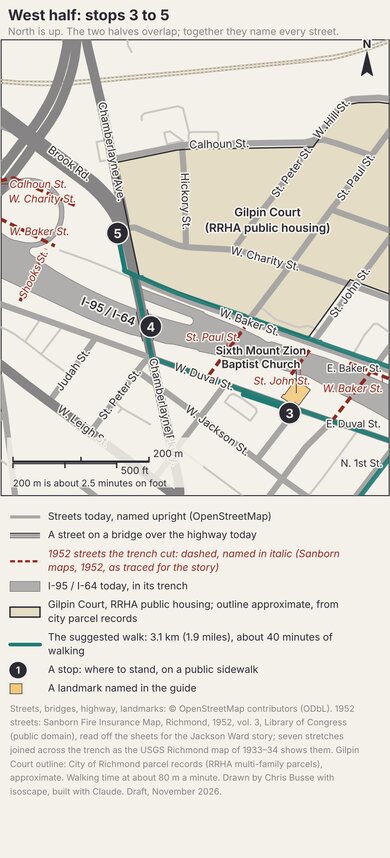 West half: stops 3 to 5
North is up. The two halves overlap; together they name every street.
N
W. Hill St.
Chamberlayne Ave.
Calhoun St.
Brook Rd.
St. Peter St.
St. Paul St.
Hickory St.
Calhoun St.
W. Charity St.
Gilpin Court
(RRHA public housing)
W. Baker St.
5
W. Charity St.
Shooks St.
St. John St.
I-95 / I-64
4
W. Baker St.
St. Paul St.
Sixth Mount Zion
Baptist Church
Judah St.
W. Duval St.
St. John St.
E. Baker St.
W. Baker St.
St. Peter St.
Chamberlayne
3
W. Leigh St.
W. Jackson St.
E. Duval St.
N. 1st St.
200 m
500 ft
200 m is about 2.5 minutes on foot
Streets today, named upright (OpenStreetMap)
A street on a bridge over the highway today
1952 streets the trench cut: dashed, named in italic (Sanborn
maps, 1952, as traced for the story)
I-95 / I-64 today, in its trench
Gilpin Court, RRHA public housing; outline approximate, from
city parcel records
The suggested walk: 3.1 km (1.9 miles), about 40 minutes of
walking
1
A stop: where to stand, on a public sidewalk
A landmark named in the guide
Streets, bridges, highway, landmarks: © OpenStreetMap contributors (ODbL). 1952
streets: Sanborn Fire Insurance Map, Richmond, 1952, vol. 3, Library of Congress
(public domain), read off the sheets for the Jackson Ward story; seven stretches
joined across the trench as the USGS Richmond map of 1933–34 shows them. Gilpin
Court outline: City of Richmond parcel records (RRHA multi-family parcels),
approximate. Walking time at about 80 m a minute. Drawn by Chris Busse with
isoscape, built with Claude. Draft, November 2026.